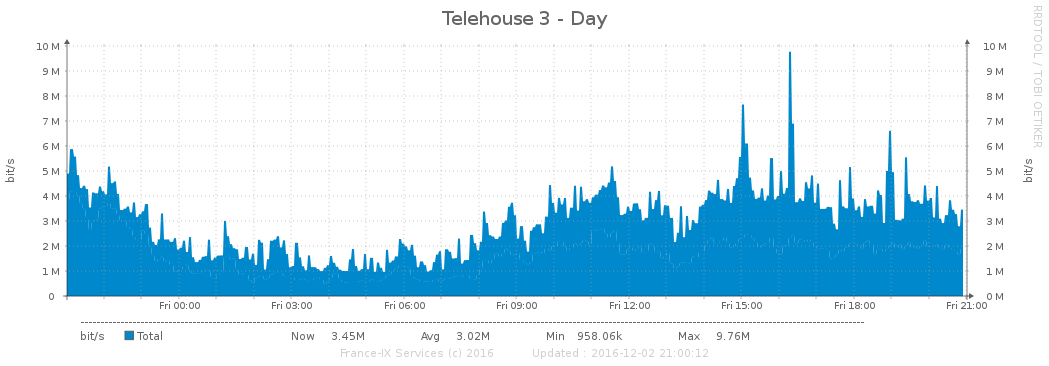 Telehouse 3 - Day
RRDTOOL / TOBI OETIKER
bit/s
10 M 10 M
9 M 9 M
8 M 8 M
7 M 7 M
6 M 6 M
5 M 5 M
4 M 4 M
3 M 3 M
2 M 2 M
1 M 1 M
0 0 M
bit/s
Fri 00:00 Fri 03:00 Fri 06:00 Fri 09:00 Fri 12:00 Fri 15:00 Fri 18:00 Fri 21:00
bit/s Total Now 3.45M Avg 3.02M Min 958.06k Max 9.76M
France-IX Services (c) 2016 Updated : 2016-12-02 21:00:12